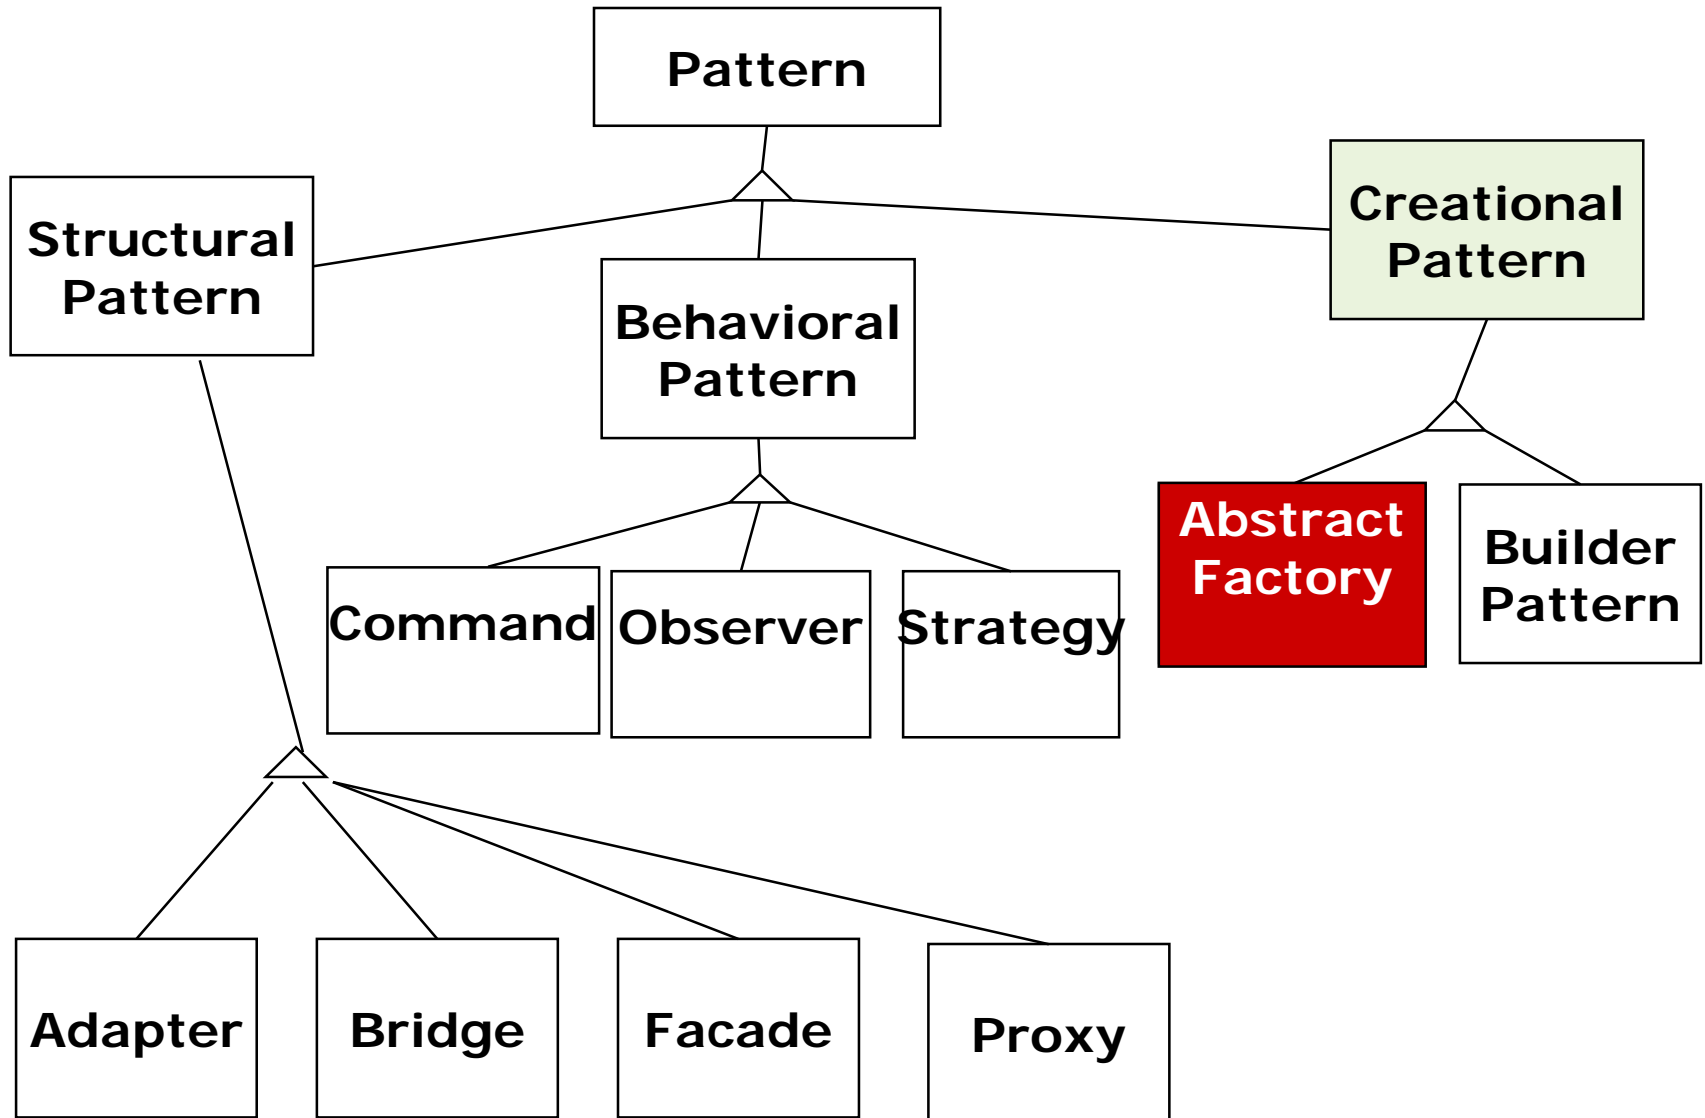 Pattern
Structural
Pattern
Behavioral
Pattern
Creational
Pattern
Command
Observer
Strategy
Abstract
Factory
Builder
Pattern
Adapter
Bridge
Facade
Proxy